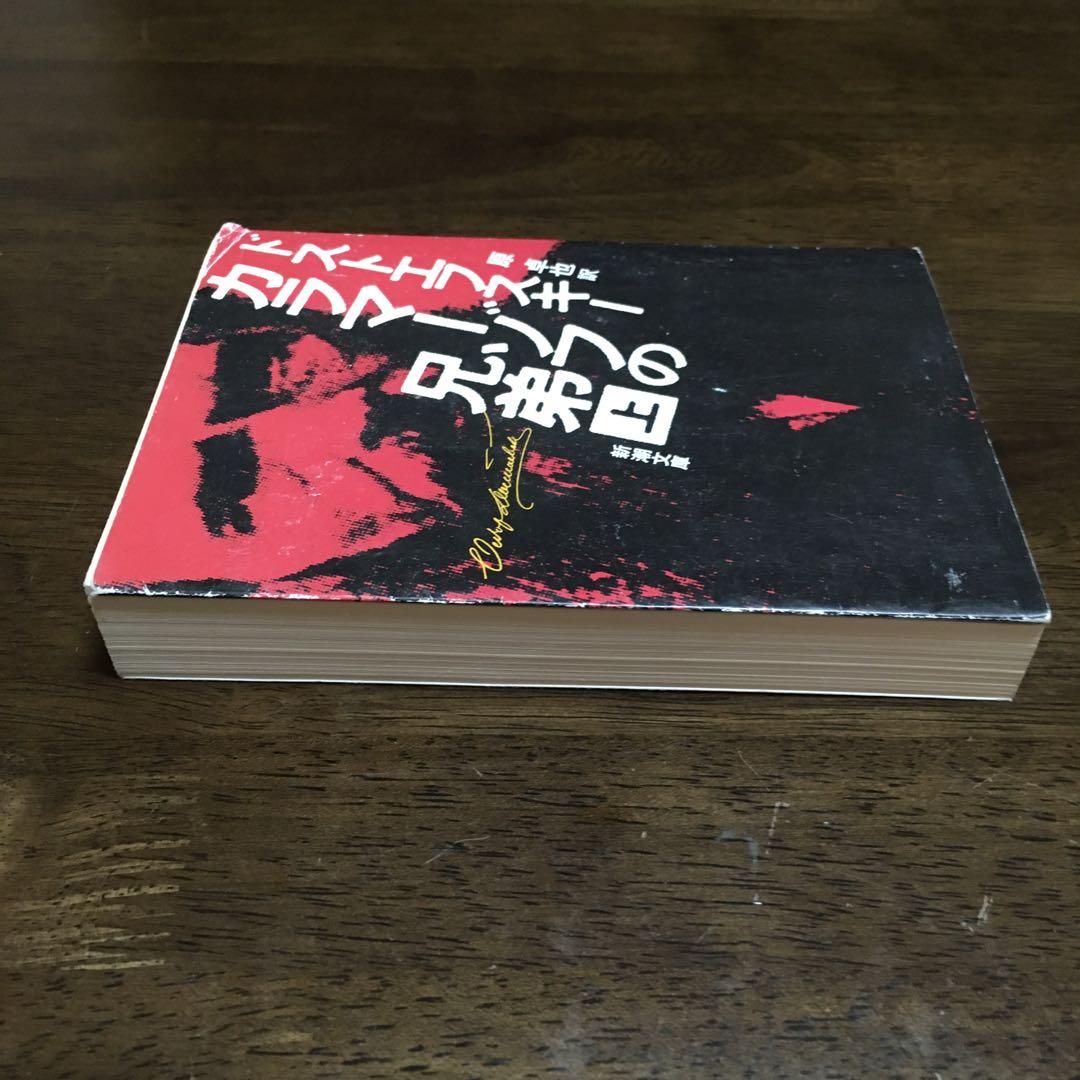 ドストエフスキー
カラマーゾフの
兄弟 上
原 卓也 訳
新潮文庫